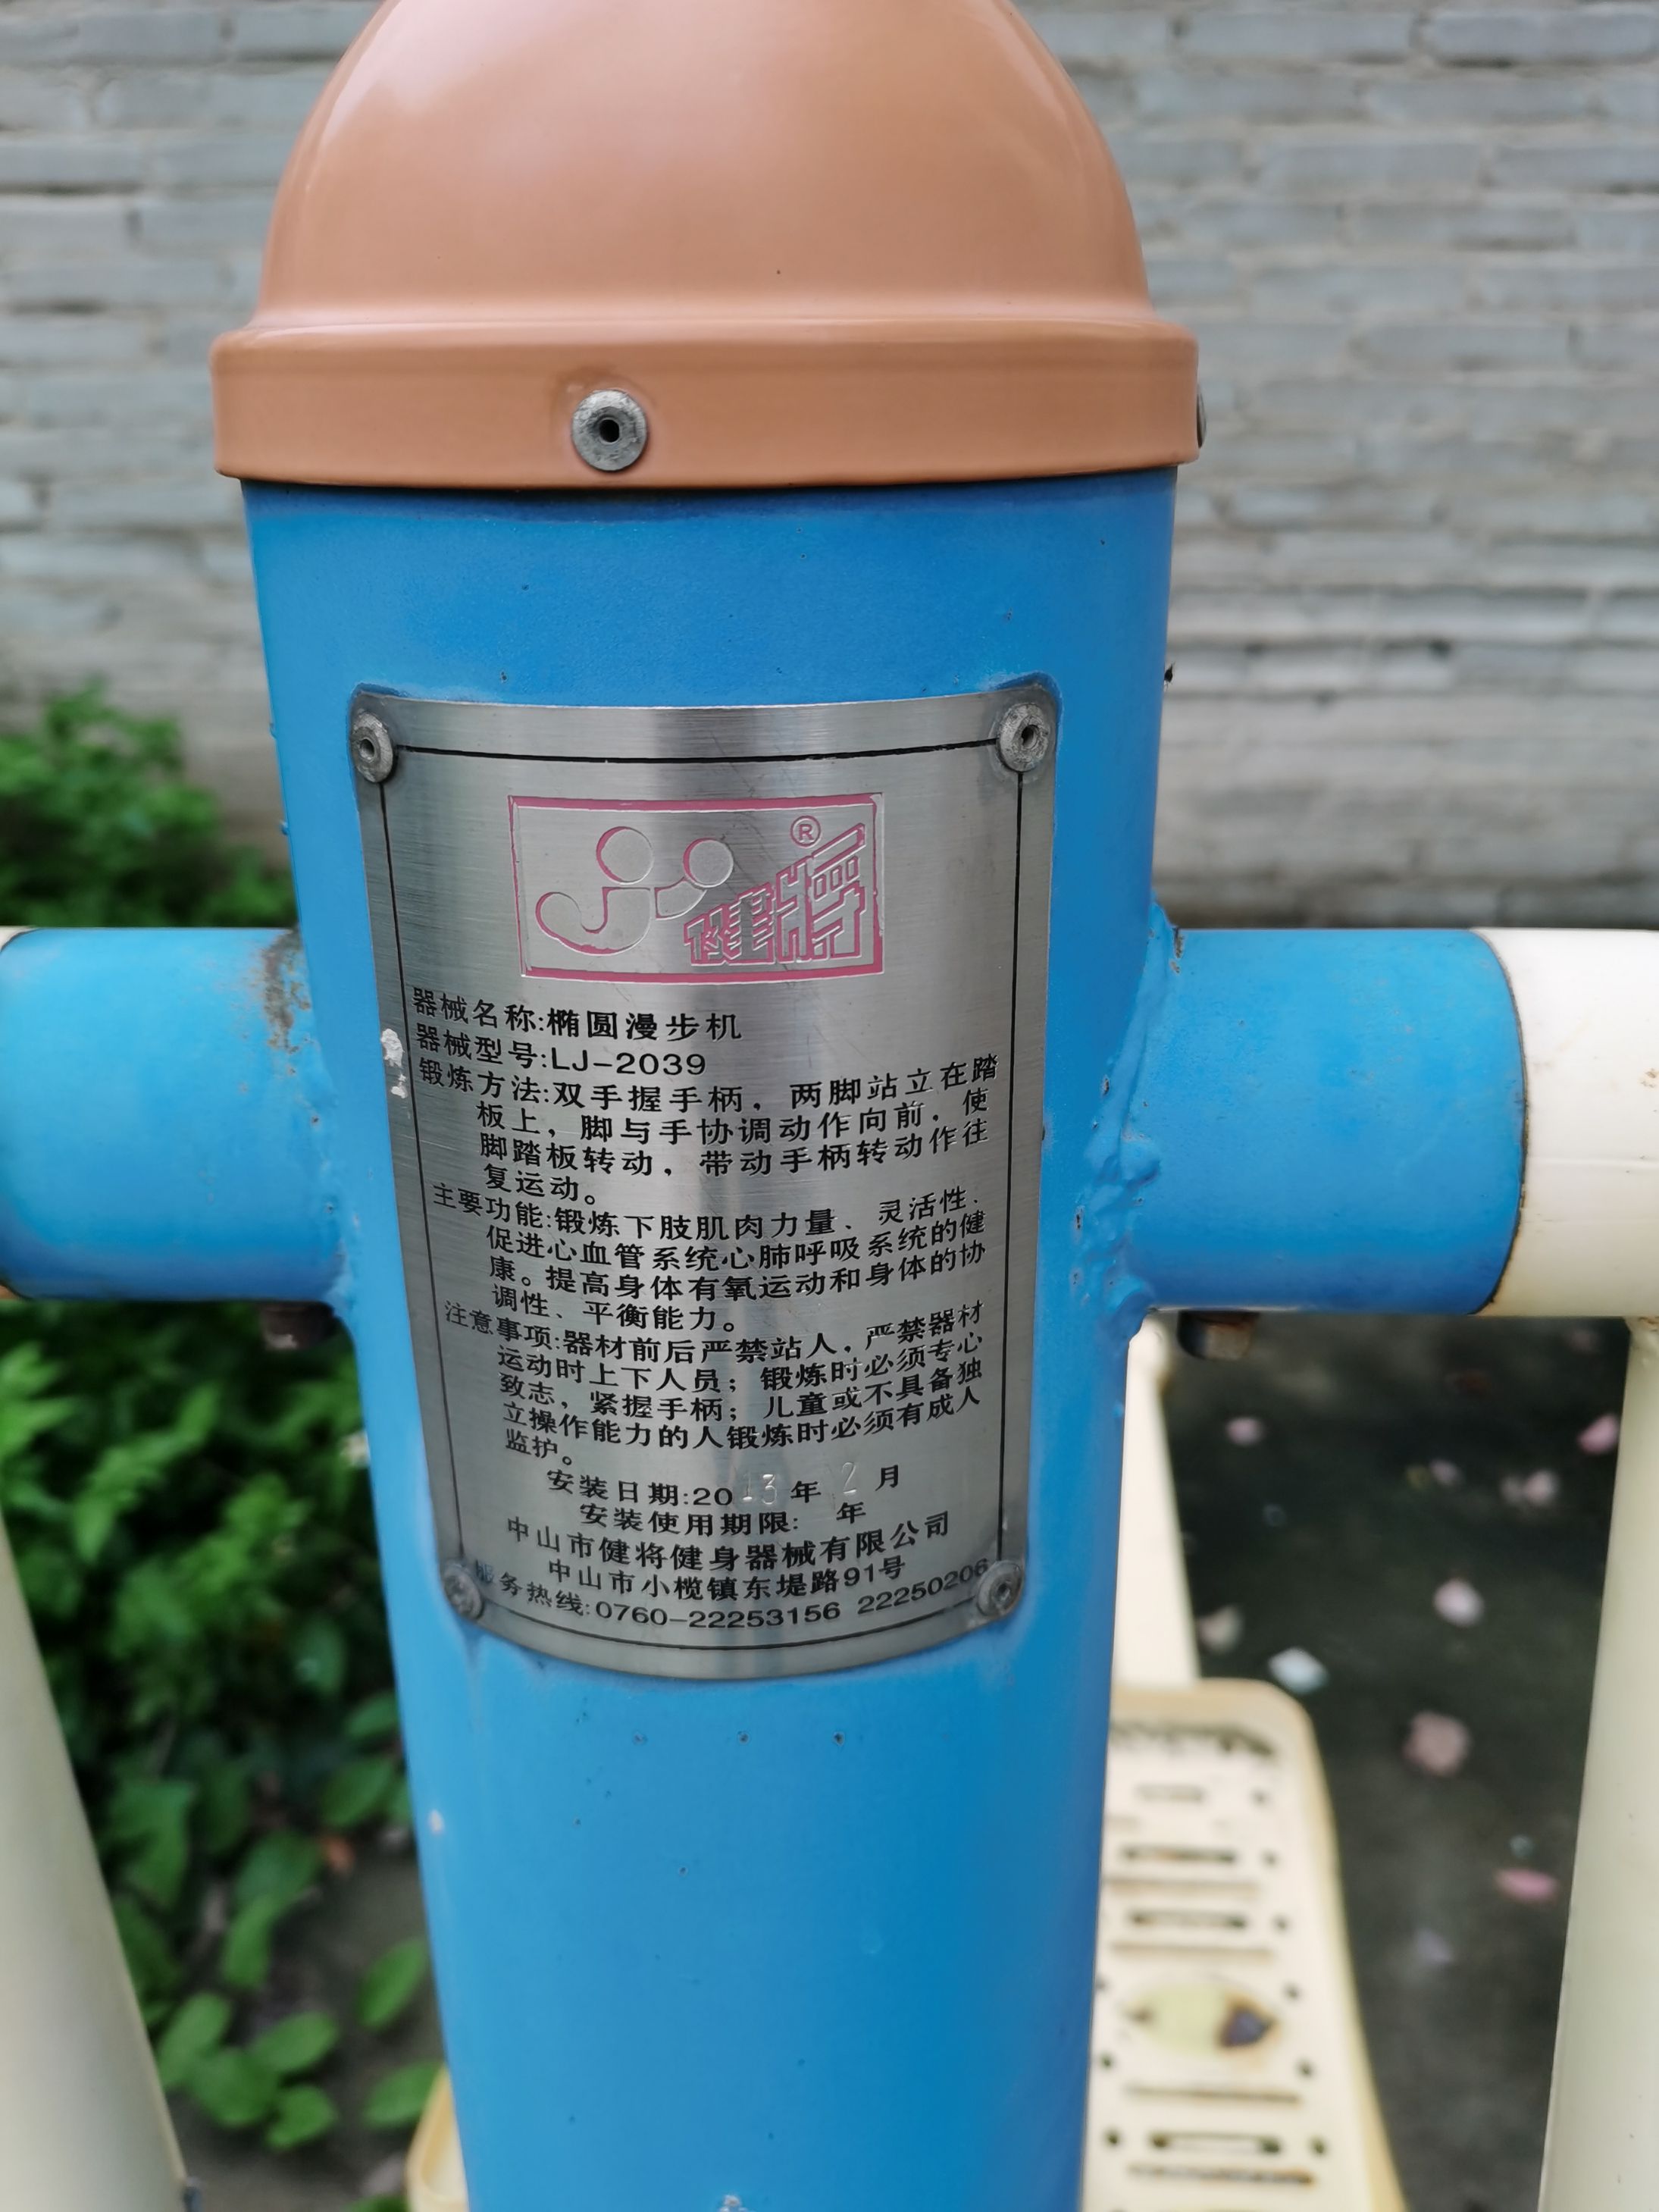 健将®
器械名称:椭圆漫步机
器械型号:LJ-2039
锻炼方法:双手握手柄，两脚站立在踏
板上，脚与手协调动作向前，使
脚踏板转动，带动手柄转动作往
复运动。
主要功能:锻炼下肢肌肉力量、灵活性、
促进心血管系统心肺呼吸系统的健
康。提高身体有氧运动和身体的协
调性、平衡能力。
注意事项:器材前后严禁站人，严禁器材
运动时上下人员；锻炼时必须专心
致志，紧握手柄；儿童或不具备独
立操作能力的人锻炼时必须有成人
监护。
安装日期:2013年2月
安装使用期限: 年
中山市健将健身器械有限公司
中山市小榄镇东堤路91号
服务热线:0760-22253156 22250206